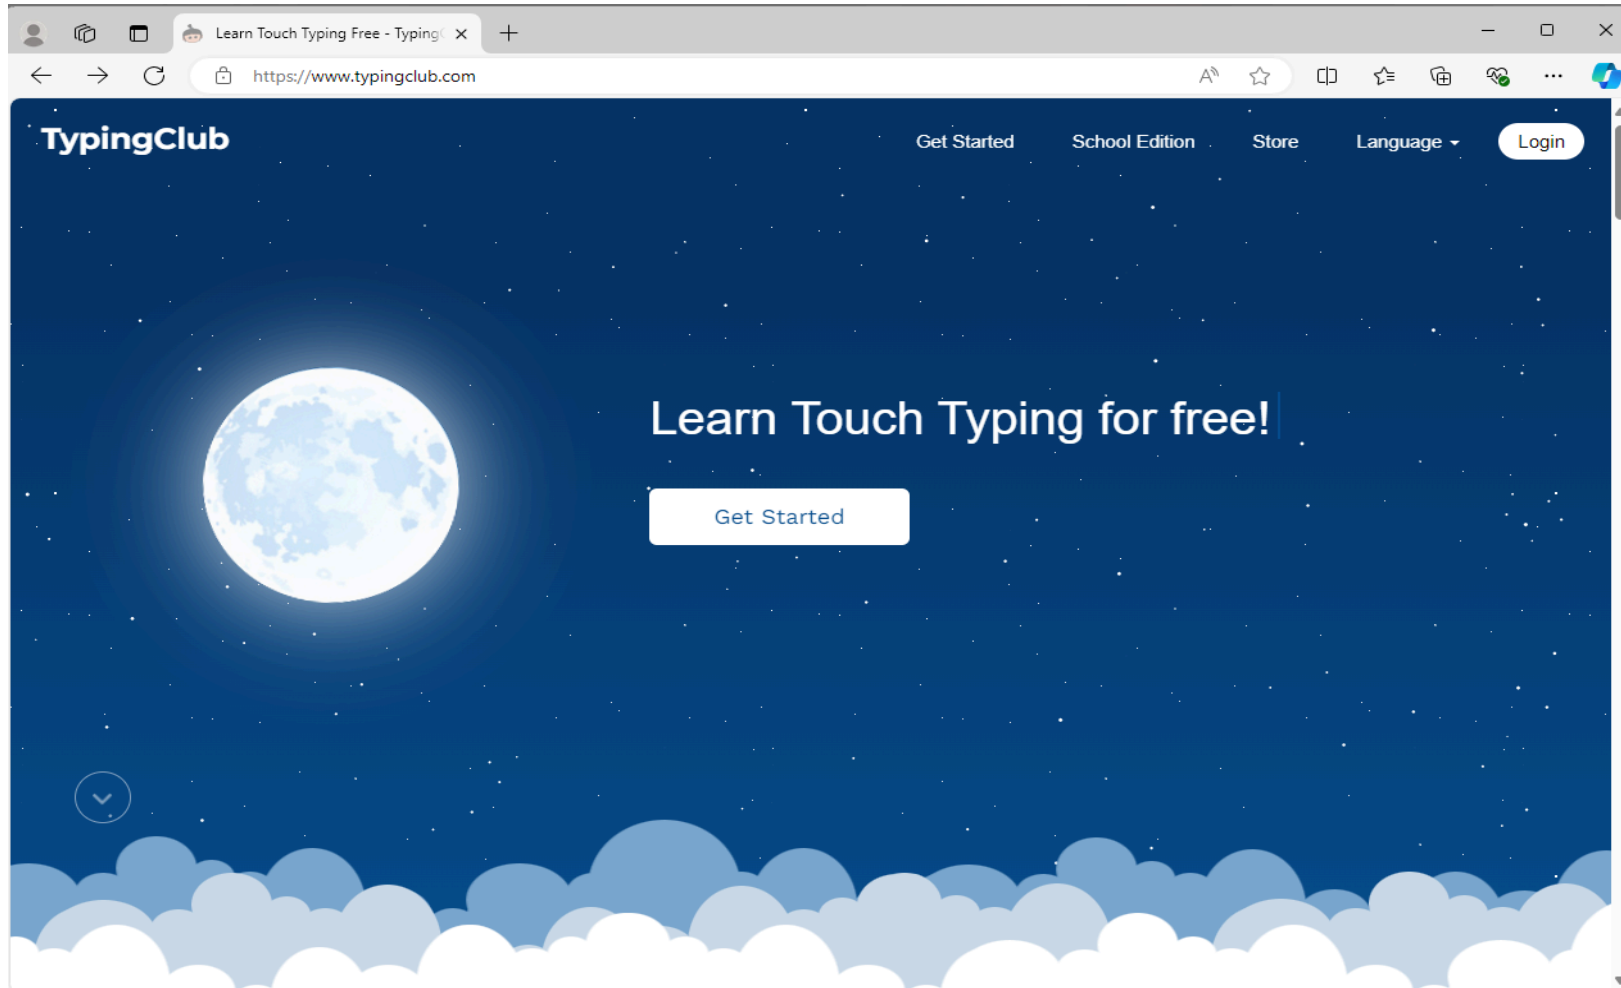 Learn Touch Typing Free - Typing
https://www.typingclub.com
TypingClub
Get Started
School Edition
Store
Language
Login
Learn Touch Typing for free!
Get Started